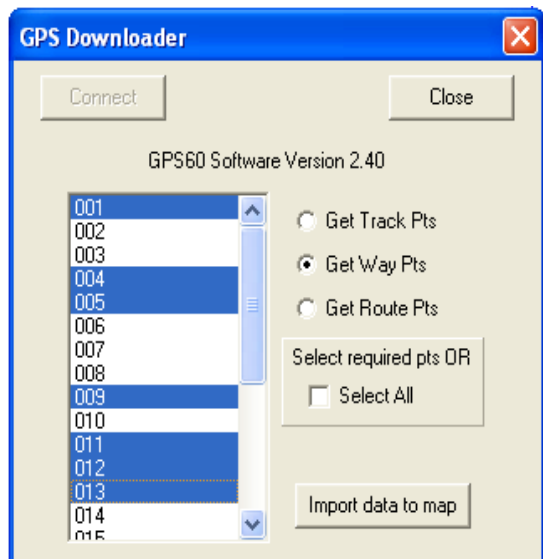 GPS Downloader
Connect
Close
GPS60 Software Version 2.40
001
002
003
004
005
006
007
008
009
010
011
012
013
014
015
Get Track Pts
Get Way Pts
Get Route Pts
Select required pts OR
Select All
Import data to map